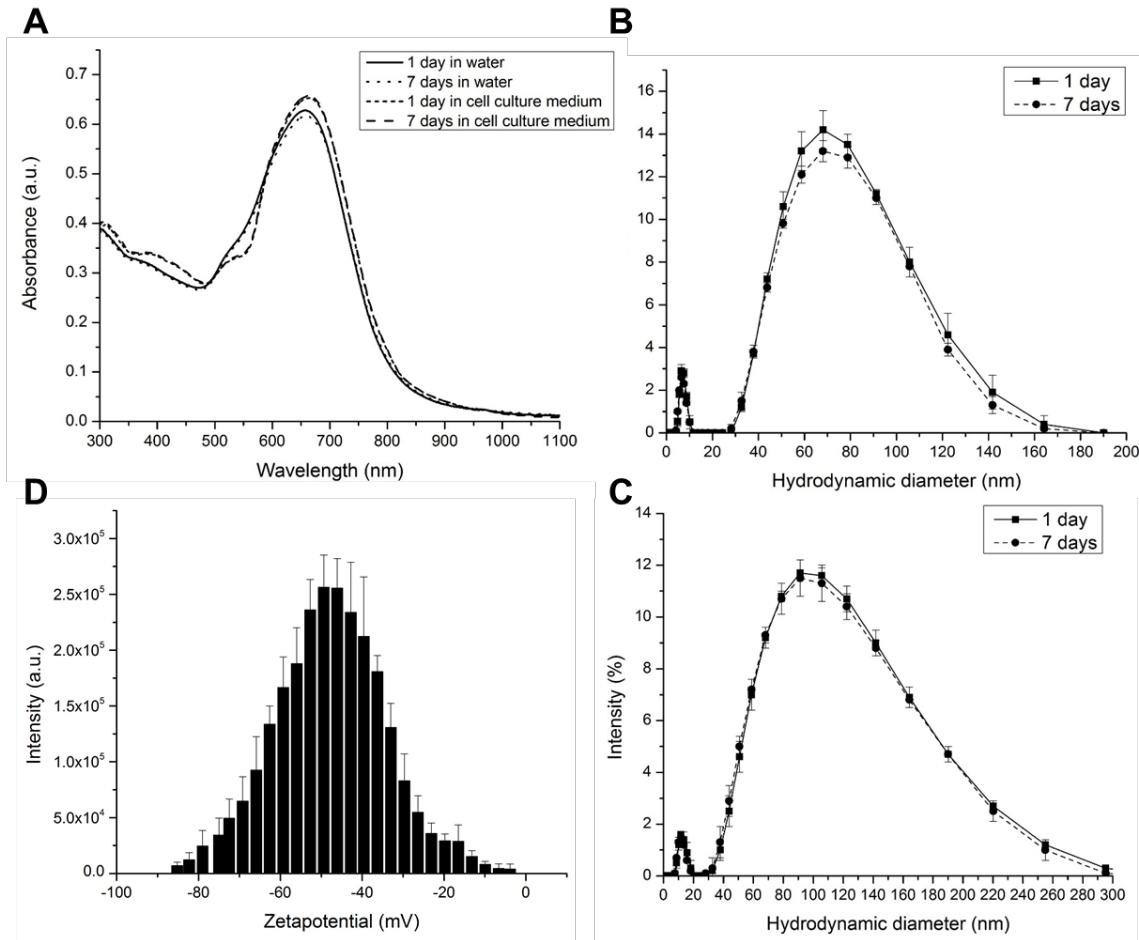 A
Absorbance (a.u.)
0.7
0.6
0.5
0.4
0.3
0.2
0.1
0.0
1 day in water
7 days in water
1 day in cell culture medium
7 days in cell culture medium
300 400 500 600 700 800 900 1000 1100
Wavelength (nm)
B
16
14
12
10
8
6
4
2
0
1 day
7 days
0 20 40 60 80 100 120 140 160 180 200
Hydrodynamic diameter (nm)
D
Intensity (a.u.)
3.0x10⁵
2.5x10⁵
2.0x10⁵
1.5x10⁵
1.0x10⁵
5.0x10⁴
0.0
-100 -80 -60 -40 -20 0
Zetapotential (mV)
C
Intensity (%)
14
12
10
8
6
4
2
0
1 day
7 days
0 20 40 60 80 100 120 140 160 180 200 220 240 260 280 300
Hydrodynamic diameter (nm)